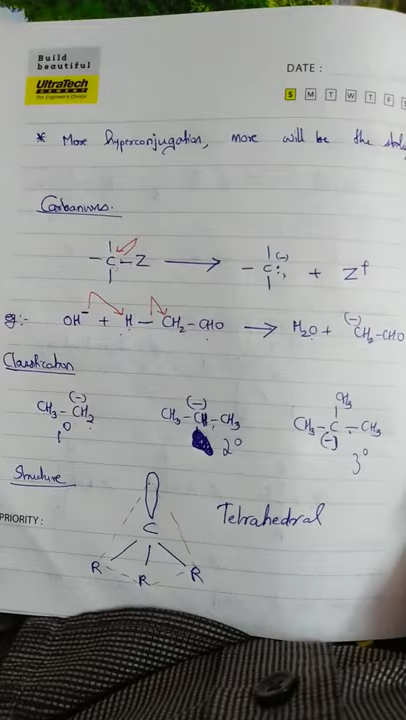 Build
beautiful
UltraTech
CEMENT
The Engineer's Choice
DATE :
S M T W T F
* More hyperconjugation, more will be the
Carbanions.
| |(-)
-C-Z ⟶ -C: + Z+
| |
eg:- OH- + H-CH2-CHO ⟶ H2O + (-)CH2-CHO
Classification
(-) (-) CH3
CH3-CH2 CH3-CH-CH3 CH3-C-CH3
1° 2° (-) 3°
Structure
Tetrahedral
C
PRIORITY :
R R R